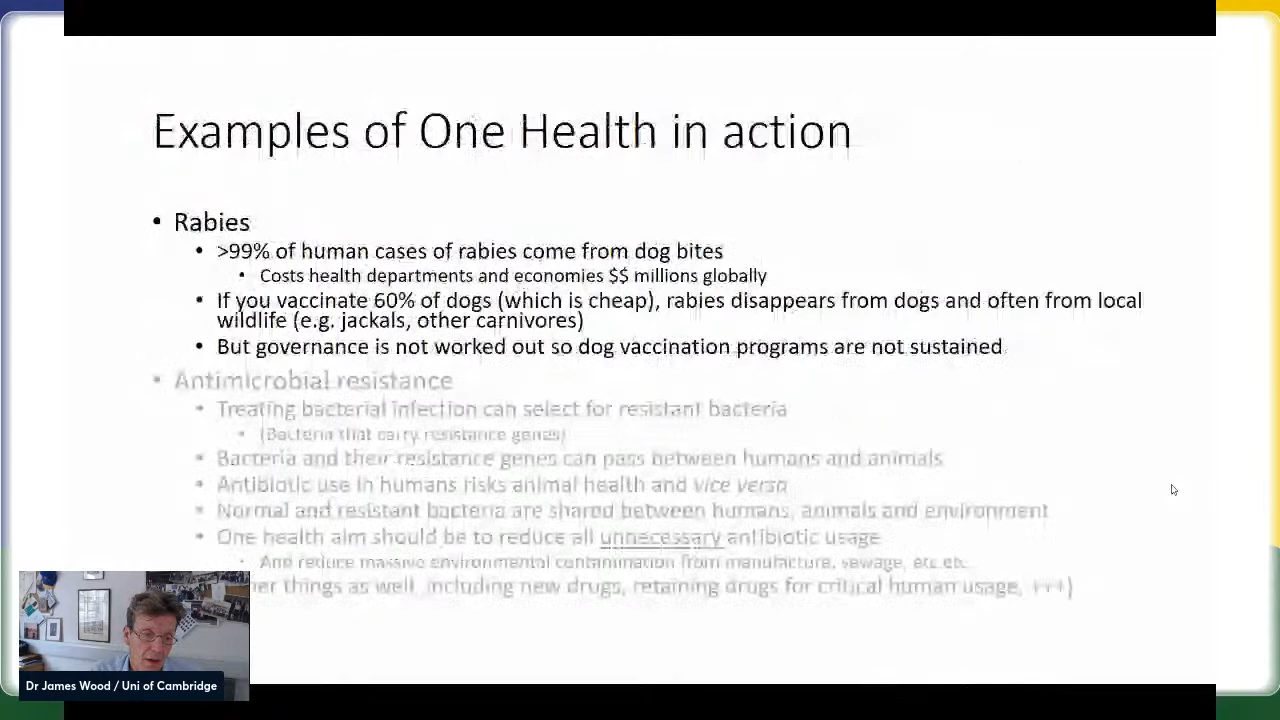 Examples of One Health in action
• Rabies
• >99% of human cases of rabies come from dog bites
• Costs health departments and economies $$ millions globally
• If you vaccinate 60% of dogs (which is cheap), rabies disappears from dogs and often from local
wildlife (e.g. jackals, other carnivores)
• But governance is not worked out so dog vaccination programs are not sustained
• Antimicrobial resistance
• Treating bacterial infection can select for resistant bacteria
• (Bacteria that carry resistance genes)
• Bacteria and their resistance genes can pass between humans and animals
• Antibiotic use in humans risks animal health and vice versa
• Normal and resistant bacteria are shared between humans, animals and environment
• One health aim should be to reduce all unnecessary antibiotic usage
• And reduce massive environmental contamination from manufacture, sewage, etc etc
things as well, including new drugs, retaining drugs for critical human usage, +++)
Dr James Wood / Uni of Cambridge